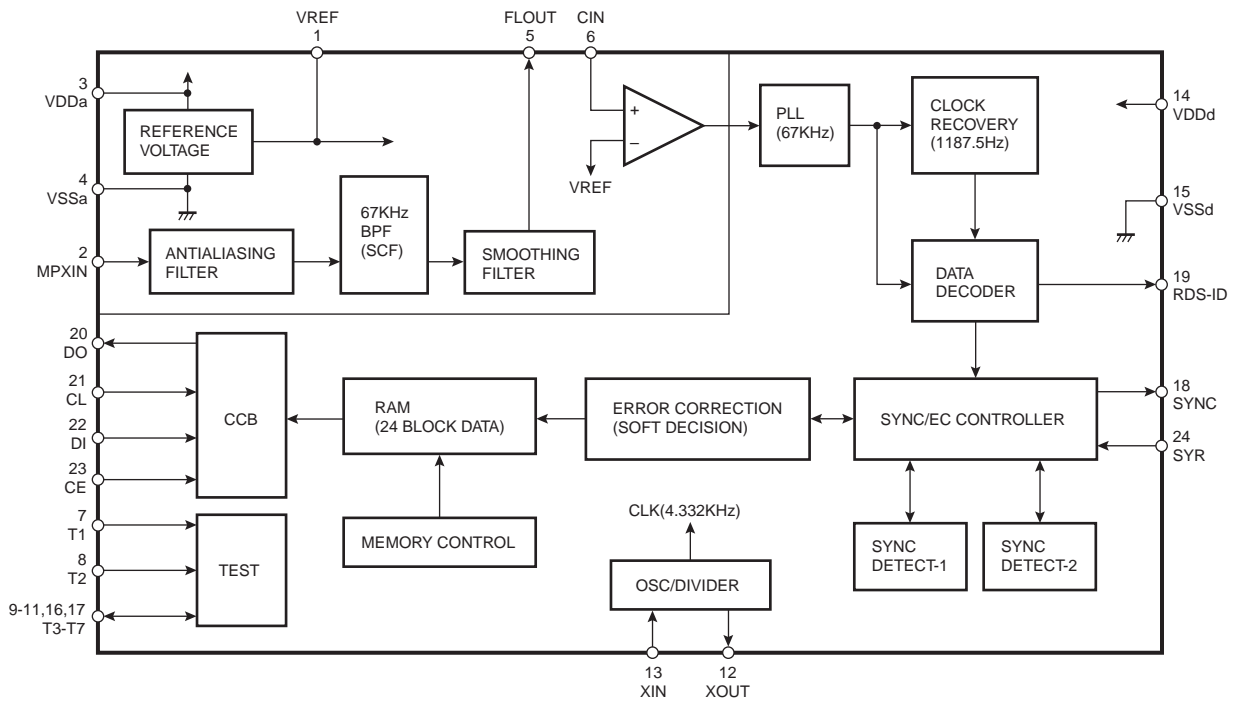 VREF
1
FLOUT
5
CIN
6
3
VDDa
REFERENCE
VOLTAGE
4
VSSa
2
MPXIN
ANTIALIASING
FILTER
67KHz
BPF
(SCF)
SMOOTHING
FILTER
+
–
VREF
PLL
(67KHz)
CLOCK
RECOVERY
(1187.5Hz)
14
VDDd
15
VSSd
DATA
DECODER
19
RDS-ID
20
DO
21
CL
22
DI
23
CE
CCB
RAM
(24 BLOCK DATA)
ERROR CORRECTION
(SOFT DECISION)
SYNC/EC CONTROLLER
18
SYNC
24
SYR
7
T1
8
T2
9-11,16,17
T3-T7
TEST
MEMORY CONTROL
CLK(4.332KHz)
OSC/DIVIDER
SYNC
DETECT-1
SYNC
DETECT-2
13
XIN
12
XOUT